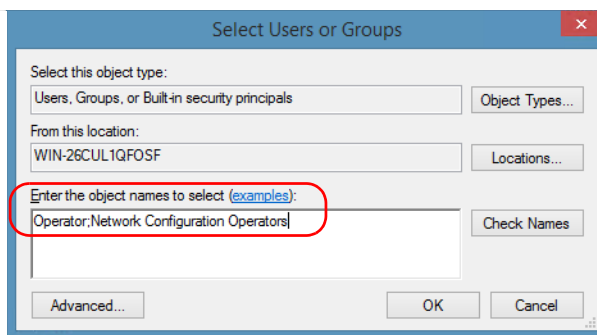 Select Users or Groups
Select this object type:
Users, Groups, or Built-in security principals
Object Types...
From this location:
WIN-26CUL1QFOSF
Locations...
Enter the object names to select (examples):
Operator;Network Configuration Operators
Check Names
Advanced...
OK
Cancel